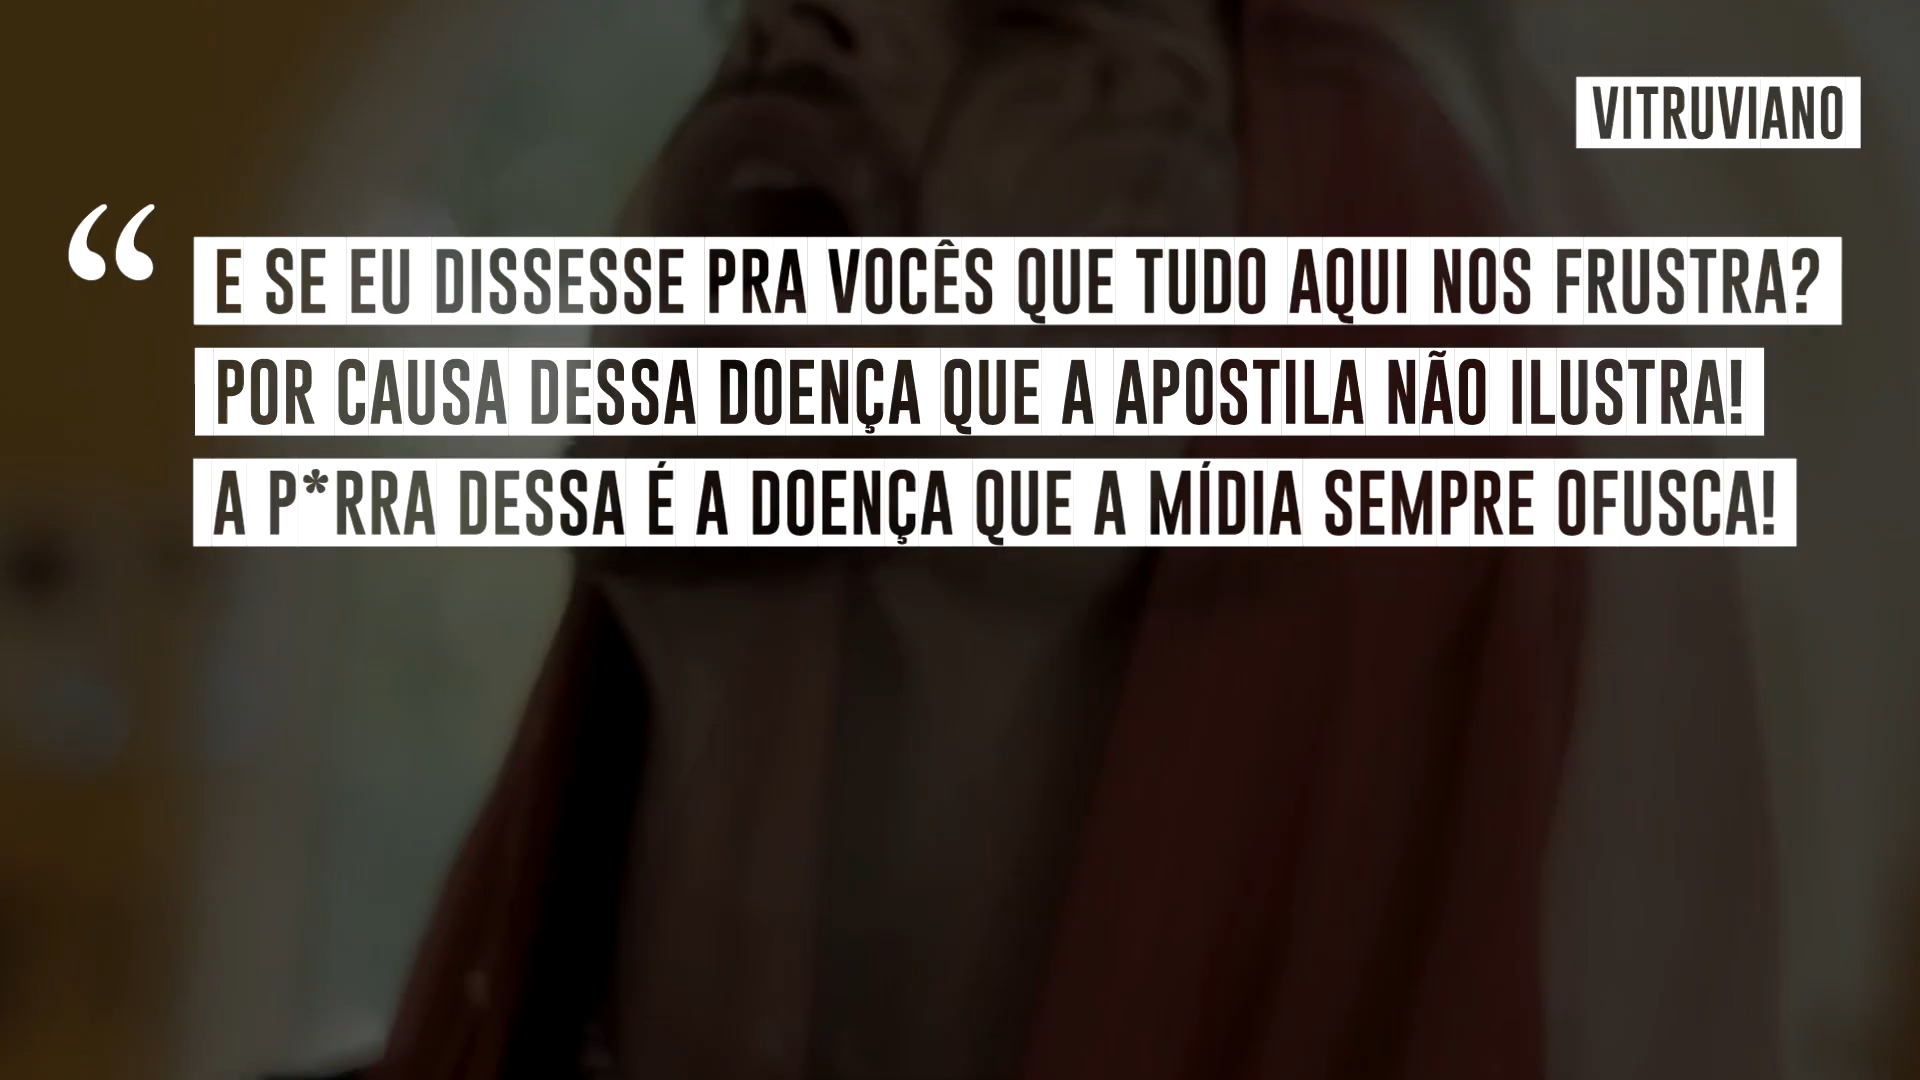 VITRUVIANO
“ E SE EU DISSESSE PRA VOCÊS QUE TUDO AQUI NOS FRUSTRA?
POR CAUSA DESSA DOENÇA QUE A APOSTILA NÃO ILUSTRA!
A P*RRA DESSA É A DOENÇA QUE A MÍDIA SEMPRE OFUSCA!